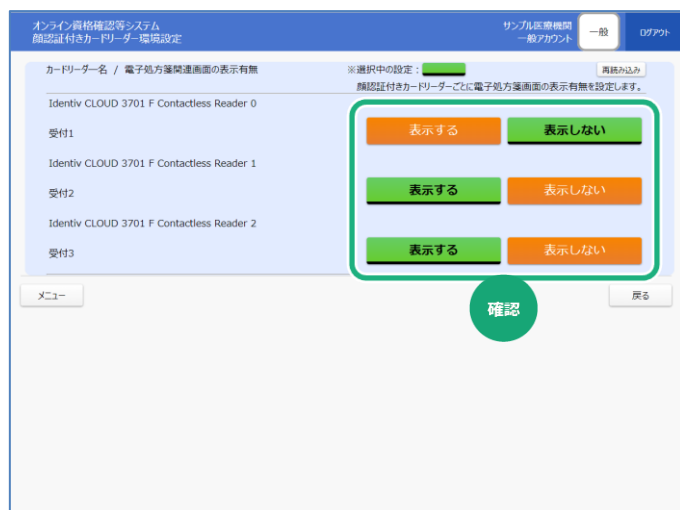 オンライン資格確認等システム
顔認証付きカードリーダー環境設定
サンプル医療機関
一般アカウント
一般
ログアウト
カードリーダー名 / 電子処方箋関連画面の表示有無
※選択中の設定:
再読み込み
顔認証付きカードリーダーごとに電子処方箋画面の表示有無を設定します。
Identiv CLOUD 3701 F Contactless Reader 0
受付1
表示する
表示しない
Identiv CLOUD 3701 F Contactless Reader 1
受付2
表示する
表示しない
Identiv CLOUD 3701 F Contactless Reader 2
受付3
表示する
表示しない
メニュー
戻る
確認